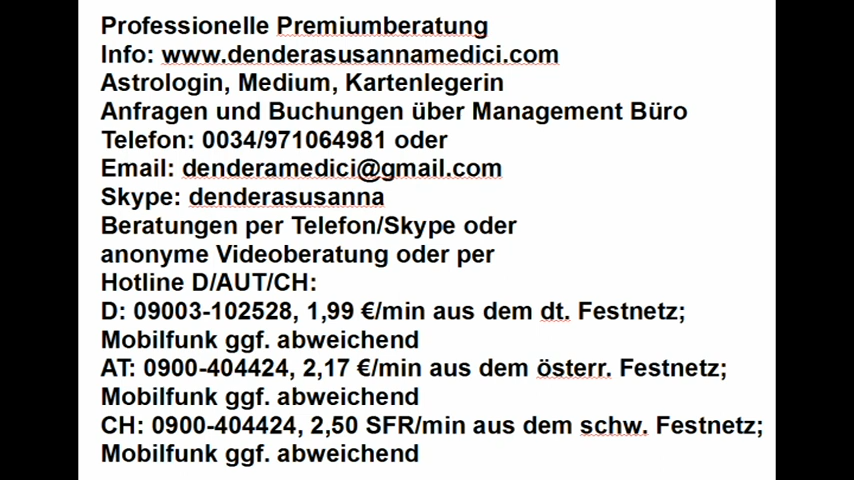 Professionelle Premiumberatung
Info: www.denderasusannamedici.com
Astrologin, Medium, Kartenlegerin
Anfragen und Buchungen über Management Büro
Telefon: 0034/971064981 oder
Email: denderamedici@gmail.com
Skype: denderasusanna
Beratungen per Telefon/Skype oder
anonyme Videoberatung oder per
Hotline D/AUT/CH:
D: 09003-102528, 1,99 €/min aus dem dt. Festnetz;
Mobilfunk ggf. abweichend
AT: 0900-404424, 2,17 €/min aus dem österr. Festnetz;
Mobilfunk ggf. abweichend
CH: 0900-404424, 2,50 SFR/min aus dem schw. Festnetz;
Mobilfunk ggf. abweichend